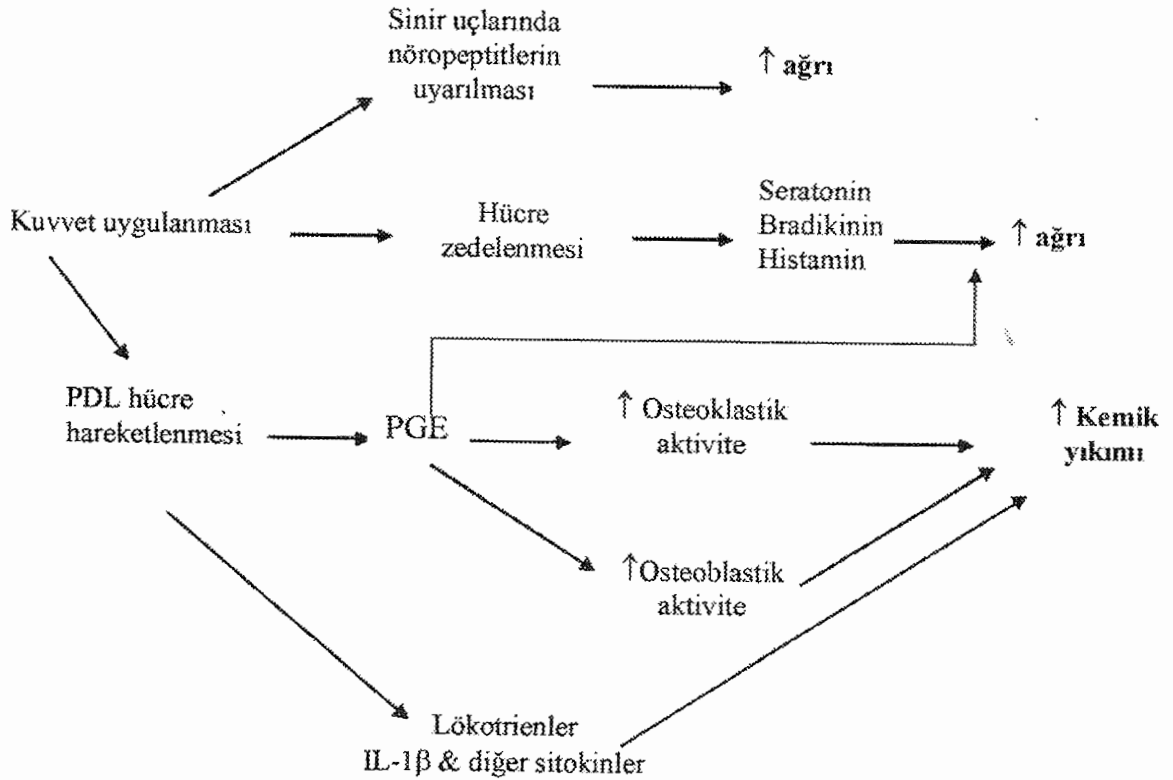 Sinir uçlarında
nöropeptitlerin
uyarılması
↑ ağrı
Kuvvet uygulanması
Hücre
zedelenmesi
Seratonin
Bradikinin
Histamin
↑ ağrı
PDL hücre
hareketlenmesi
PGE
↑ Osteoklastik
aktivite
↑ Kemik
yıkımı
↑Osteoblastik
aktivite
Lökotrienler
IL-1β & diğer sitokinler